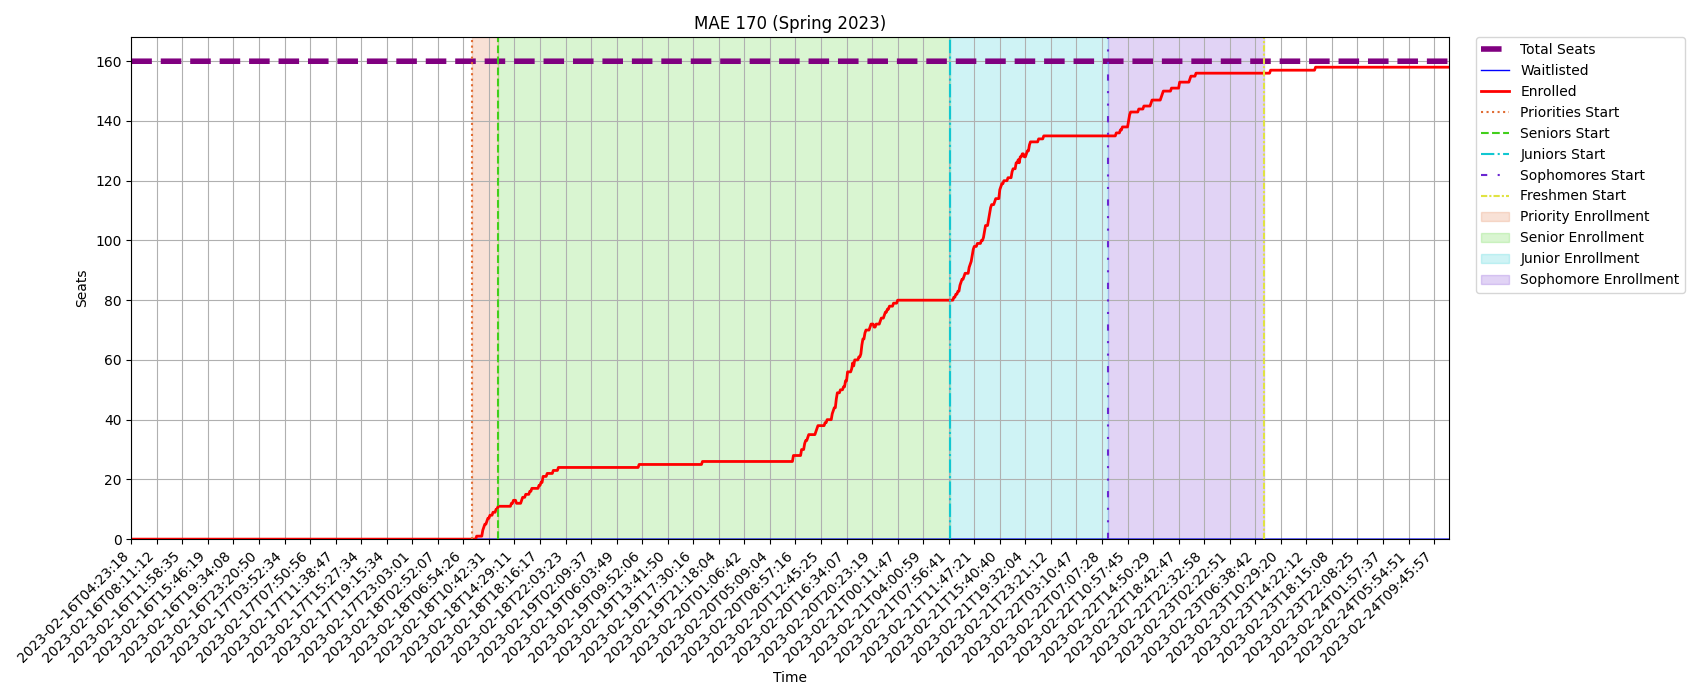 MAE 170 (Spring 2023)
Total Seats
Waitlisted
Enrolled
Priorities Start
Seniors Start
Juniors Start
Sophomores Start
Freshmen Start
Priority Enrollment
Senior Enrollment
Junior Enrollment
Sophomore Enrollment
Seats
160
140
120
100
80
60
40
20
0
2023-02-16T04:23:18
2023-02-16T08:11:12
2023-02-16T11:58:35
2023-02-16T15:46:19
2023-02-16T19:34:08
2023-02-16T23:20:50
2023-02-17T03:52:34
2023-02-17T07:50:56
2023-02-17T11:38:47
2023-02-17T15:27:34
2023-02-17T19:15:34
2023-02-17T23:03:01
2023-02-18T02:52:07
2023-02-18T06:54:26
2023-02-18T10:42:31
2023-02-18T14:29:11
2023-02-18T18:16:17
2023-02-18T22:03:23
2023-02-19T02:09:37
2023-02-19T06:03:49
2023-02-19T09:52:06
2023-02-19T13:41:50
2023-02-19T17:30:16
2023-02-19T21:18:04
2023-02-20T01:06:42
2023-02-20T05:09:04
2023-02-20T08:57:16
2023-02-20T12:45:25
2023-02-20T16:34:07
2023-02-20T20:23:19
2023-02-21T00:11:47
2023-02-21T04:00:59
2023-02-21T07:56:41
2023-02-21T11:47:21
2023-02-21T15:40:40
2023-02-21T19:32:04
2023-02-21T23:21:12
2023-02-22T03:10:47
2023-02-22T07:07:28
2023-02-22T10:57:45
2023-02-22T14:50:29
2023-02-22T18:42:47
2023-02-22T22:32:58
2023-02-23T02:22:51
2023-02-23T06:38:42
2023-02-23T10:29:20
2023-02-23T14:22:12
2023-02-23T18:15:08
2023-02-23T22:08:25
2023-02-24T01:57:37
2023-02-24T05:54:51
2023-02-24T09:45:57
Time